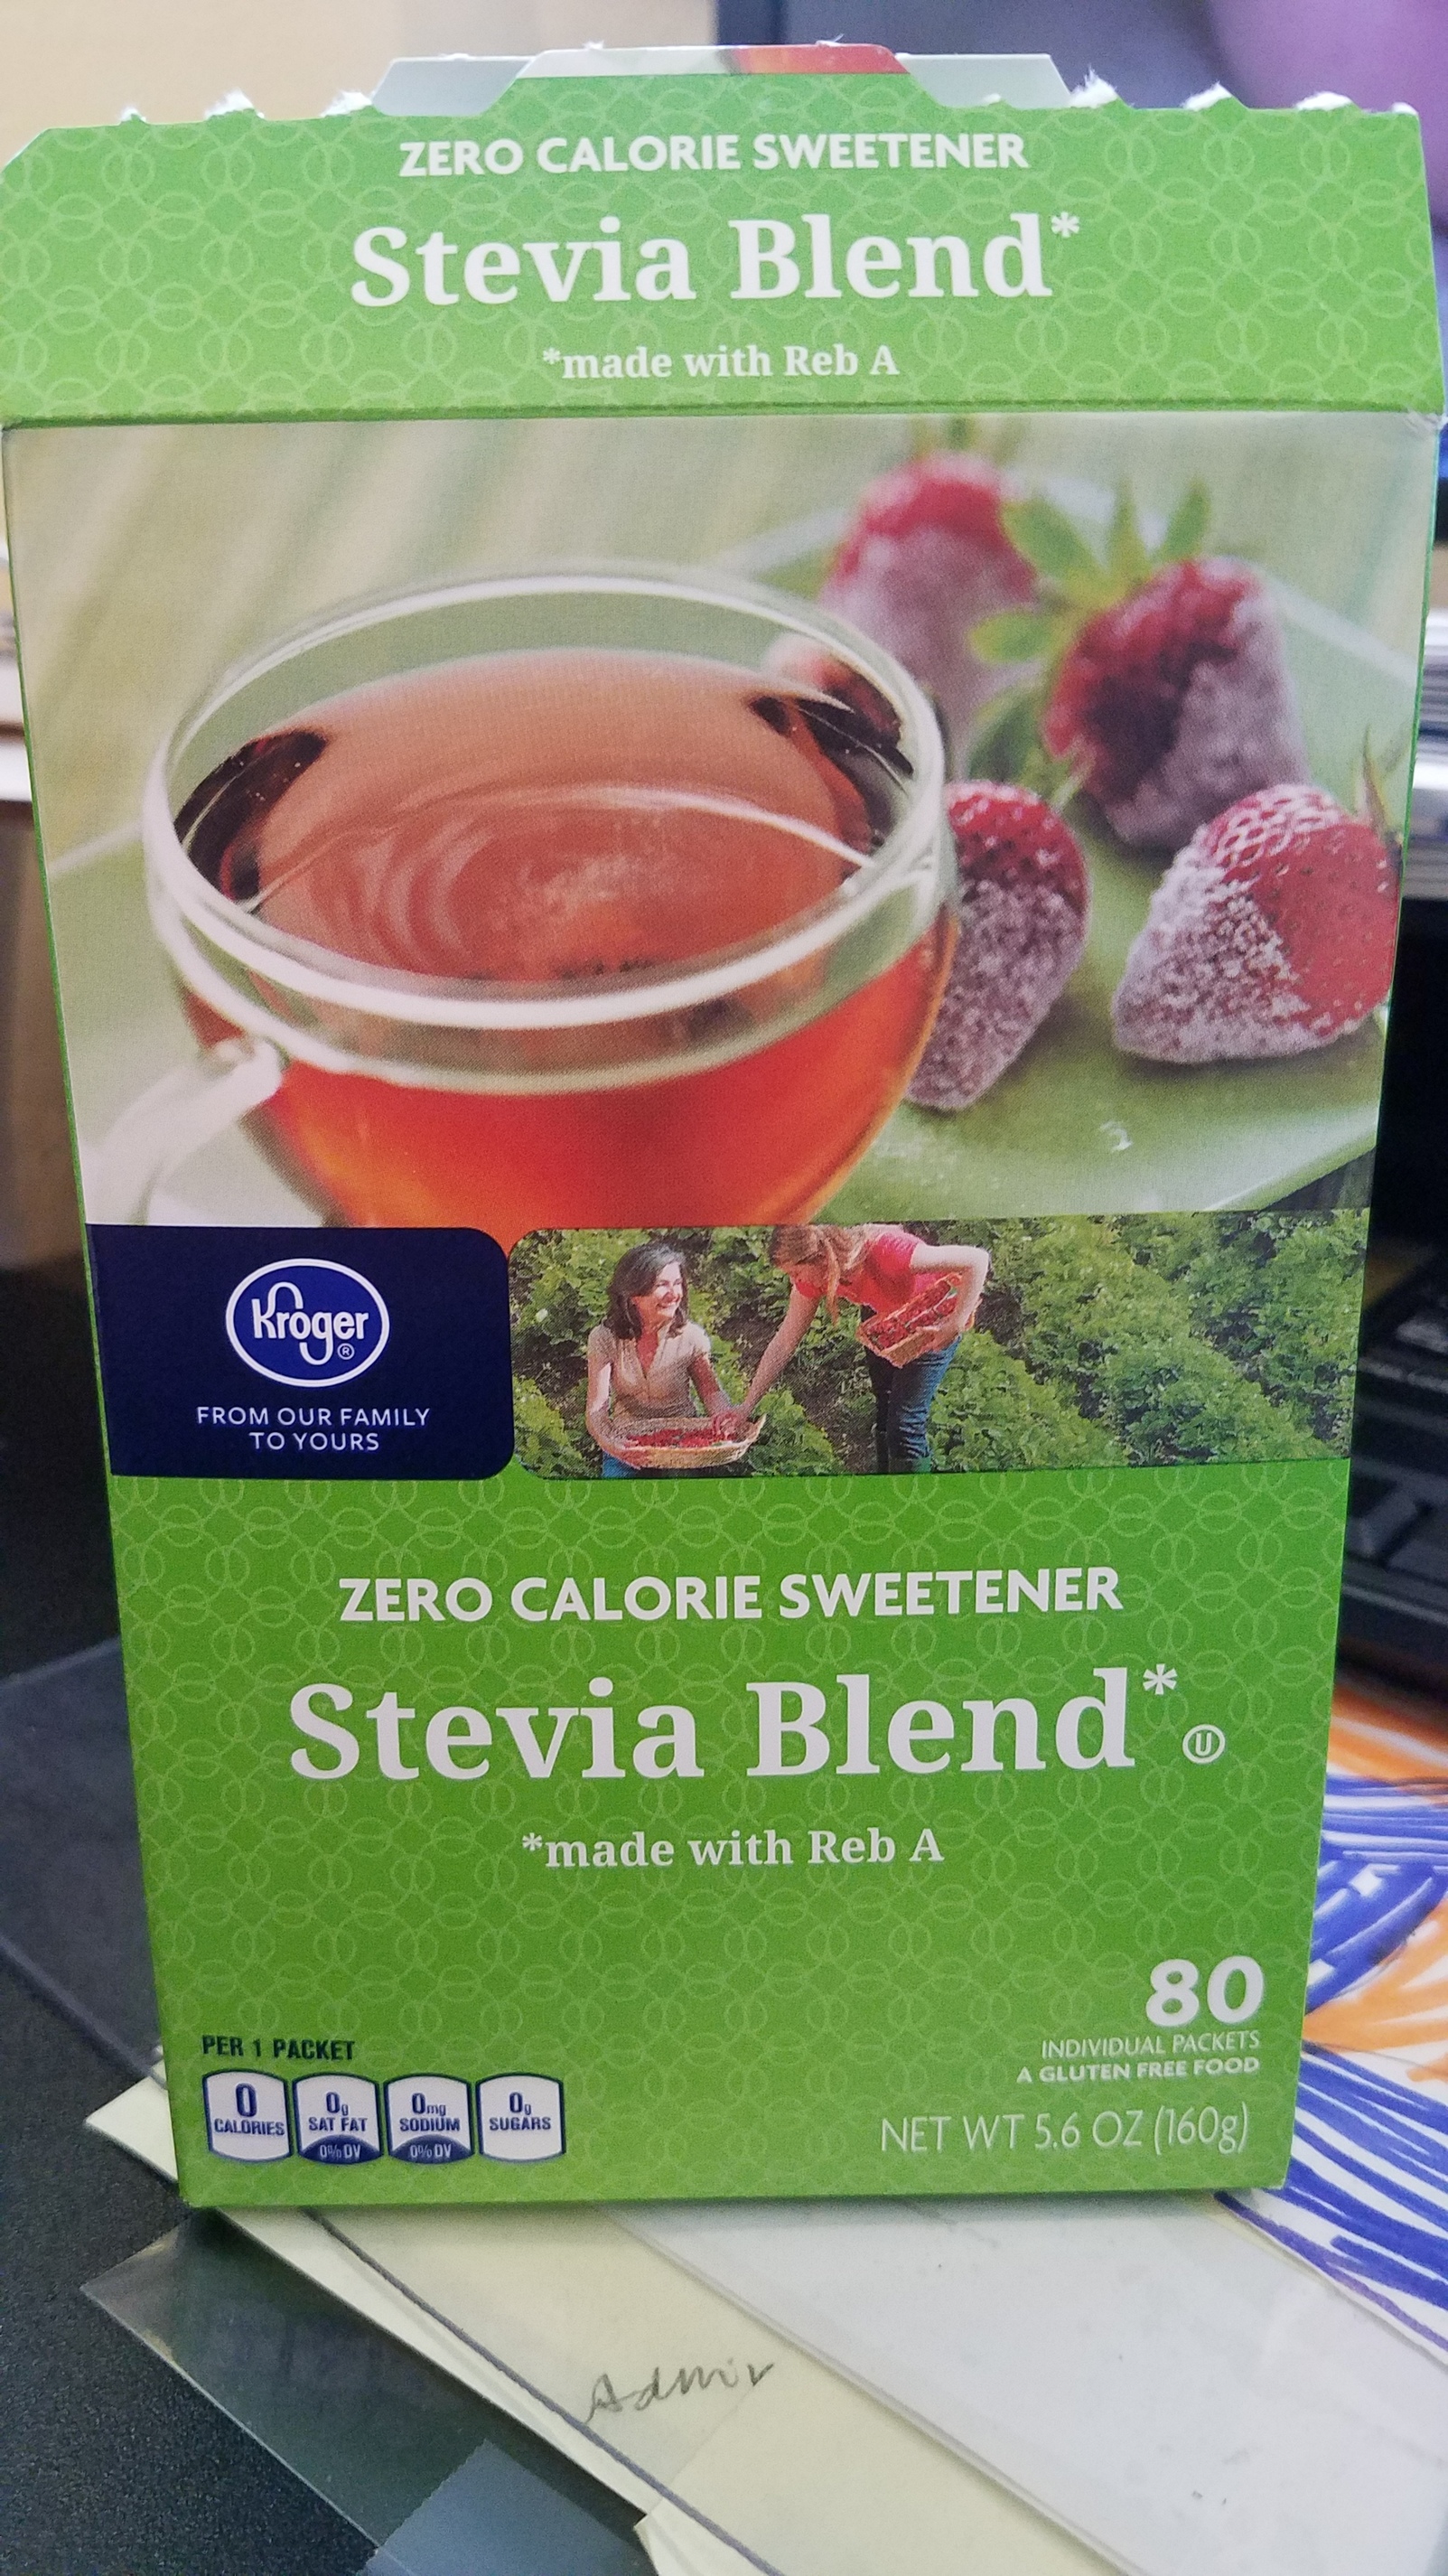 ZERO CALORIE SWEETENER
Stevia Blend*
*made with Reb A
Kroger®
FROM OUR FAMILY
TO YOURS
ZERO CALORIE SWEETENER
Stevia Blend* Ⓤ
*made with Reb A
80
INDIVIDUAL PACKETS
A GLUTEN FREE FOOD
NET WT 5.6 OZ (160g)
PER 1 PACKET
0 CALORIES
0g SAT FAT 0% DV
0mg SODIUM 0% DV
0g SUGARS